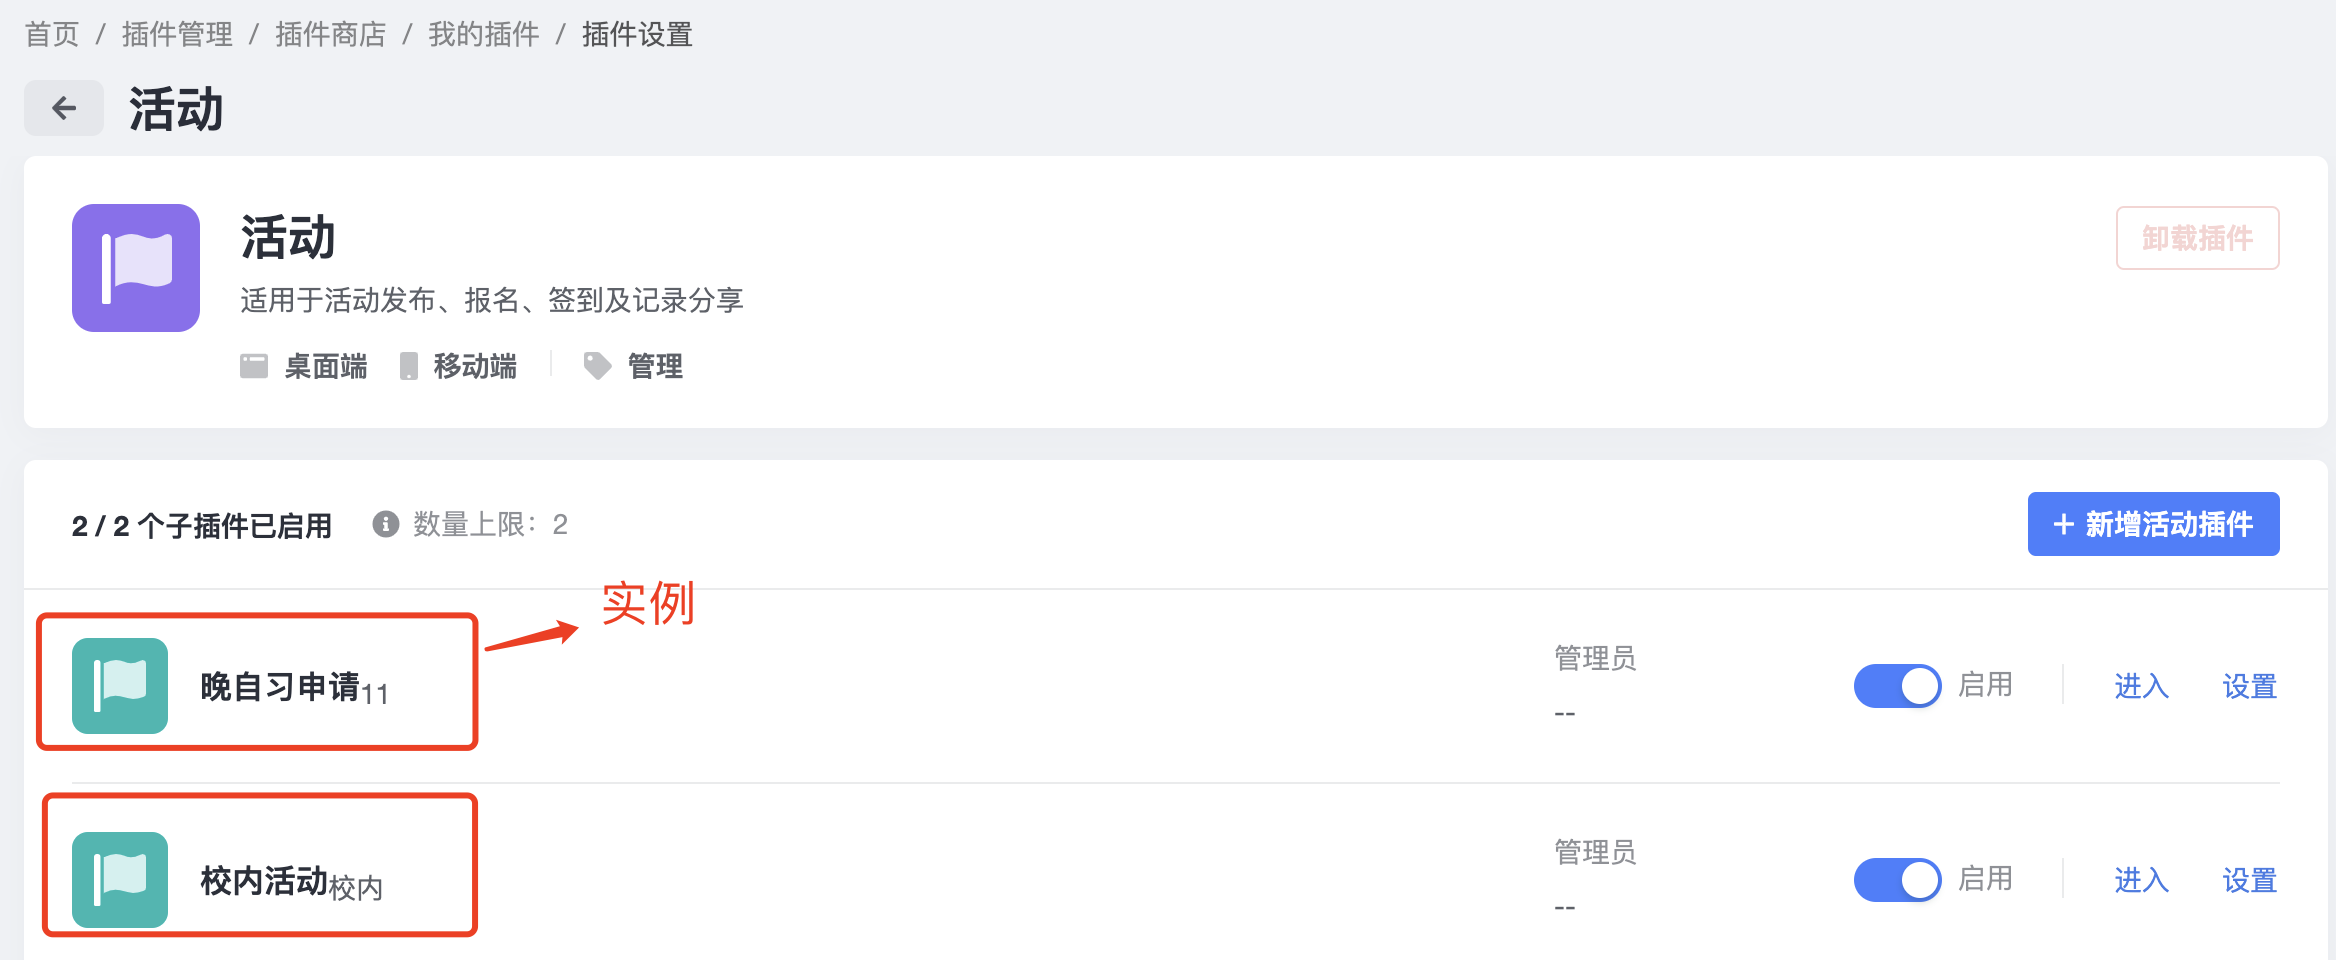 首页 / 插件管理 / 插件商店 / 我的插件 / 插件设置
活动
活动
卸载插件
适用于活动发布、报名、签到及记录分享
桌面端 移动端 管理
2 / 2 个子插件已启用 数量上限：2
+ 新增活动插件
实例
晚自习申请11
管理员
--
启用 进入 设置
校内活动校内
管理员
--
启用 进入 设置